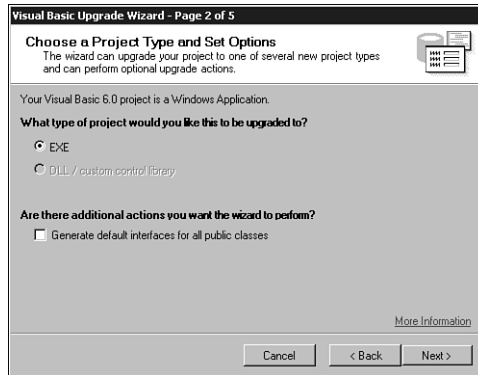 Visual Basic Upgrade Wizard - Page 2 of 5
Choose a Project Type and Set Options
The wizard can upgrade your project to one of several new project types
and can perform optional upgrade actions.
Your Visual Basic 6.0 project is a Windows Application.
What type of project would you like this to be upgraded to?
EXE
DLL / custom control library
Are there additional actions you want the wizard to perform?
Generate default interfaces for all public classes
More Information
Cancel
< Back
Next >